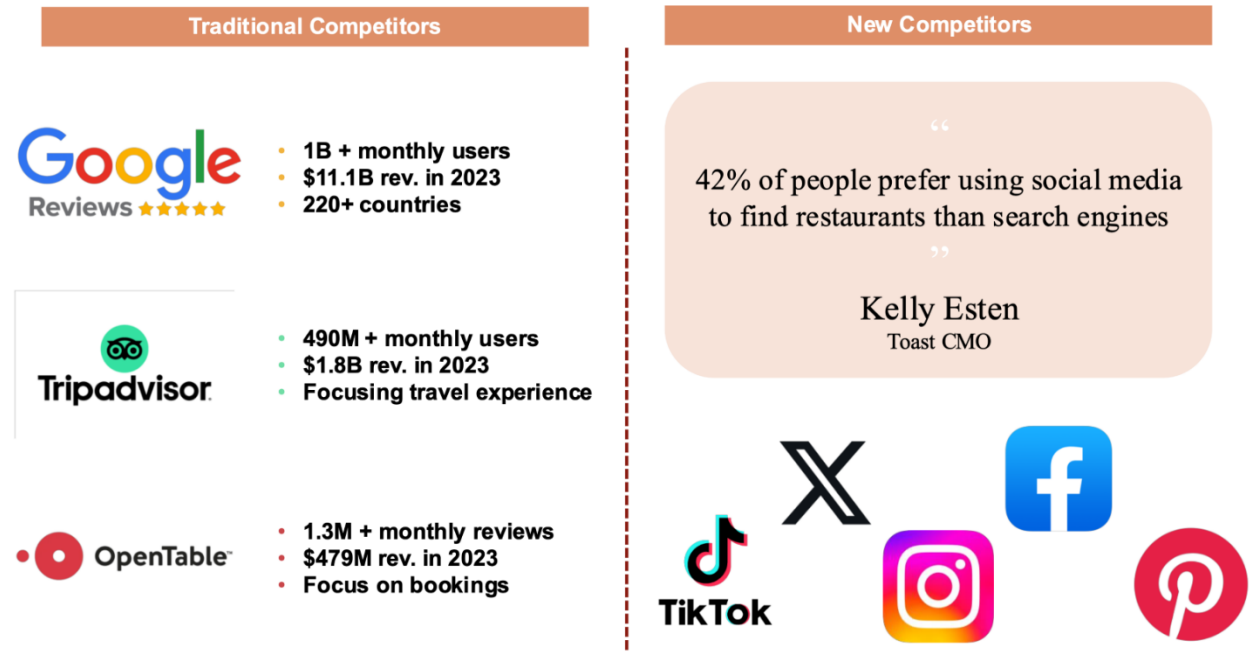 Traditional Competitors
Google
Reviews
1B + monthly users
$11.1B rev. in 2023
220+ countries
Tripadvisor
490M + monthly users
$1.8B rev. in 2023
Focusing travel experience
OpenTable™
1.3M + monthly reviews
$479M rev. in 2023
Focus on bookings
New Competitors
“
42% of people prefer using social media
to find restaurants than search engines
”
Kelly Esten
Toast CMO
TikTok